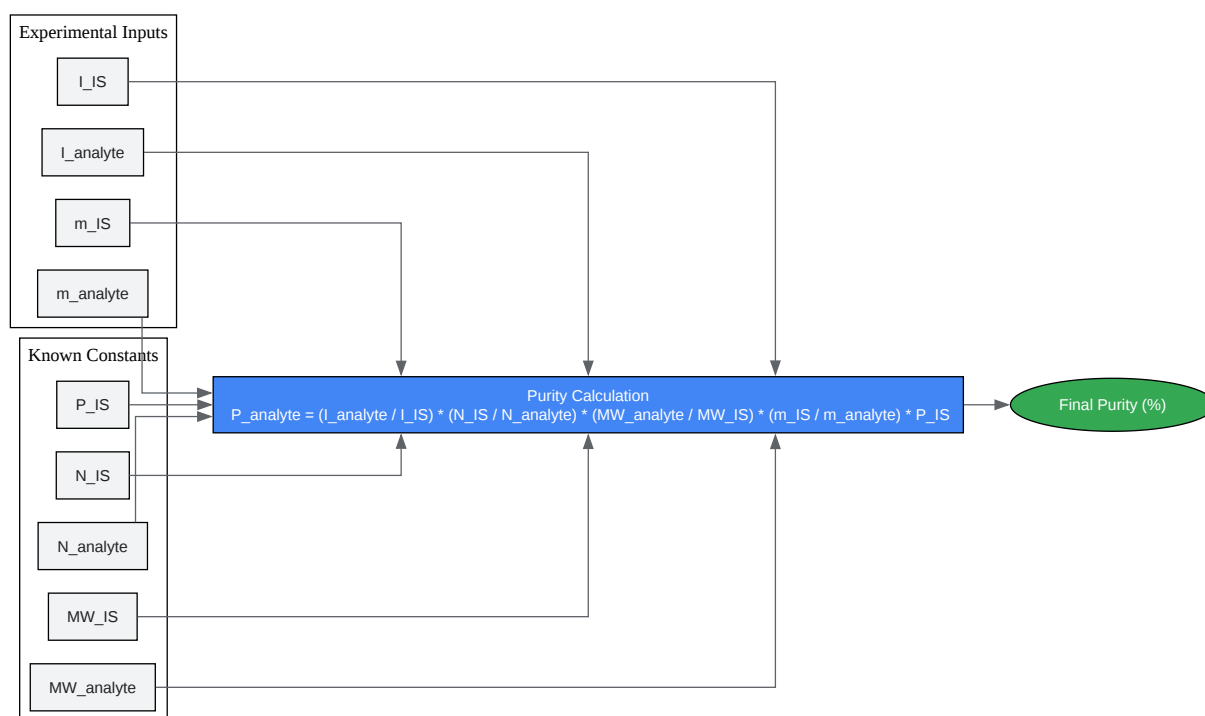 Experimental Inputs
I_IS
I_analyte
m_IS
m_analyte
Known Constants
P_IS
N_IS
N_analyte
MW_IS
MW_analyte
Purity Calculation
P_analyte = (I_analyte / I_IS) * (N_IS / N_analyte) * (MW_analyte / MW_IS) * (m_IS / m_analyte) * P_IS
Final Purity (%)